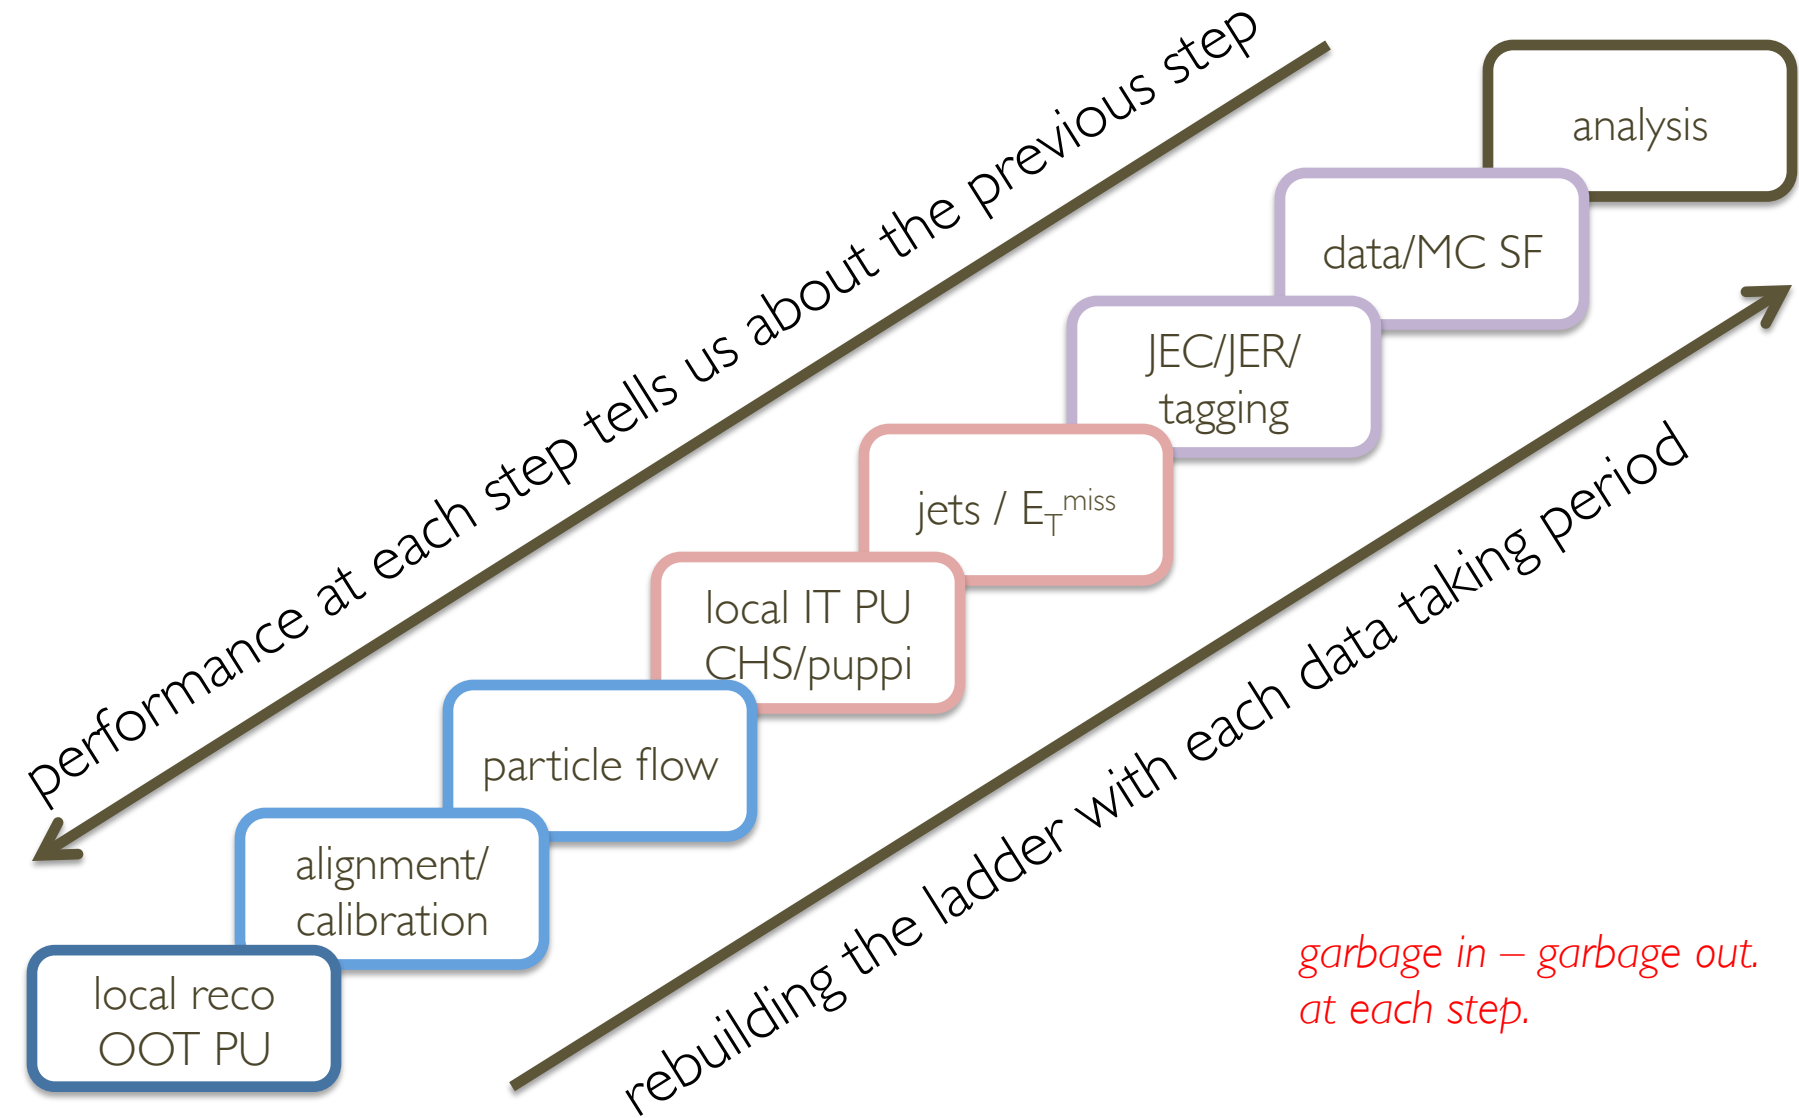 performance at each step tells us about the previous step
analysis
data/MC SF
JEC/JER/
tagging
jets / E_T^miss
local IT PU
CHS/puppi
particle flow
alignment/
calibration
local reco
OOT PU
rebuilding the ladder with each data taking period
garbage in – garbage out.
at each step.